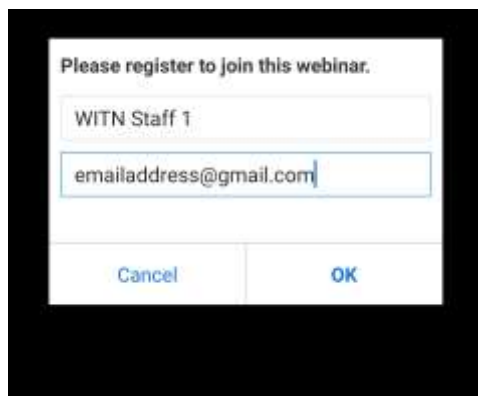 Please register to join this webinar.
WITN Staff 1
emailaddress@gmail.com
Cancel
OK